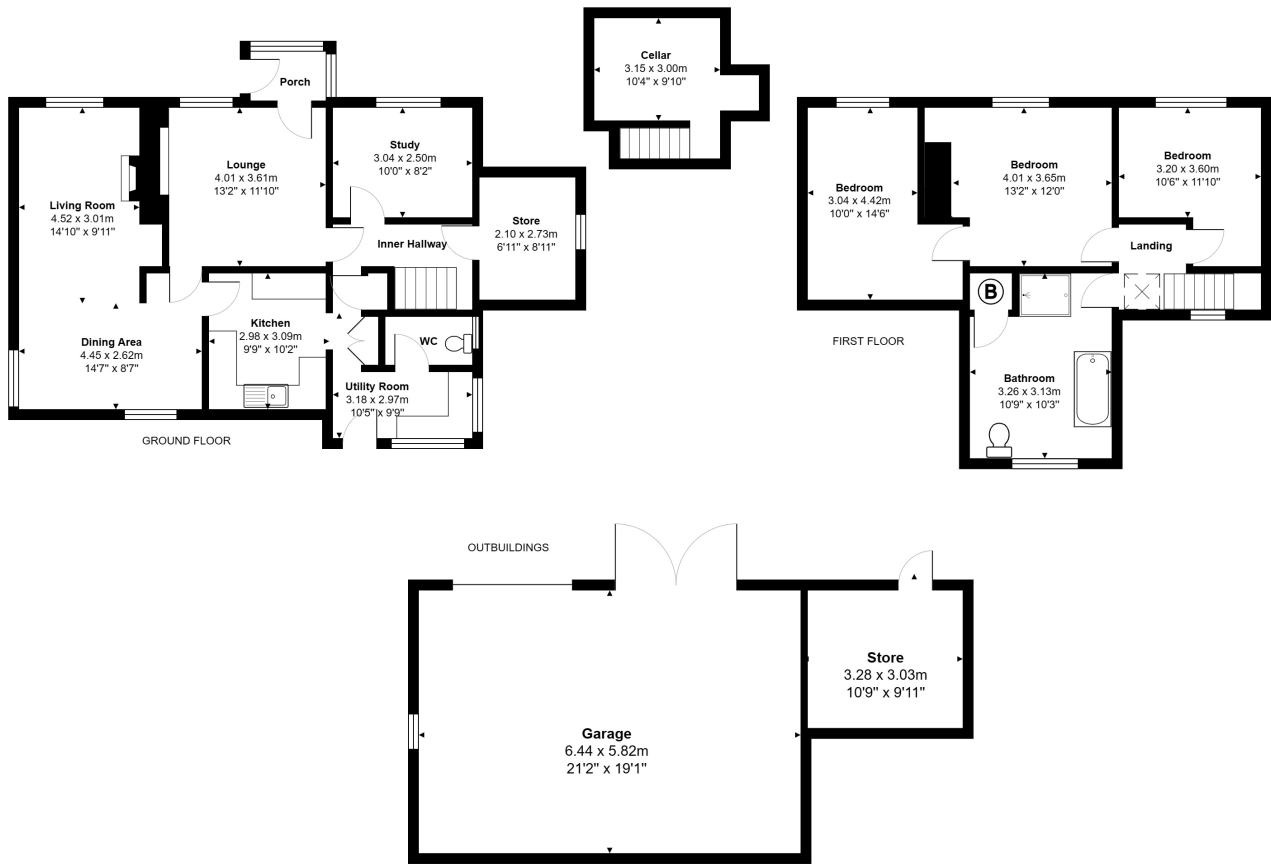 Porch
Lounge
4.01 x 3.61m
13'2" x 11'10"
Study
3.04 x 2.50m
10'0" x 8'2"
Living Room
4.52 x 3.01m
14'10" x 9'11"
Store
2.10 x 2.73m
6'11" x 8'11"
Inner Hallway
Kitchen
2.98 x 3.09m
9'9" x 10'2"
Dining Area
4.45 x 2.62m
14'7" x 8'7"
WC
Utility Room
3.18 x 2.97m
10'5" x 9'9"
GROUND FLOOR
Cellar
3.15 x 3.00m
10'4" x 9'10"
Bedroom
3.04 x 4.42m
10'0" x 14'6"
Bedroom
4.01 x 3.65m
13'2" x 12'0"
Bedroom
3.20 x 3.60m
10'6" x 11'10"
Landing
B
FIRST FLOOR
Bathroom
3.26 x 3.13m
10'9" x 10'3"
OUTBUILDINGS
Garage
6.44 x 5.82m
21'2" x 19'1"
Store
3.28 x 3.03m
10'9" x 9'11"